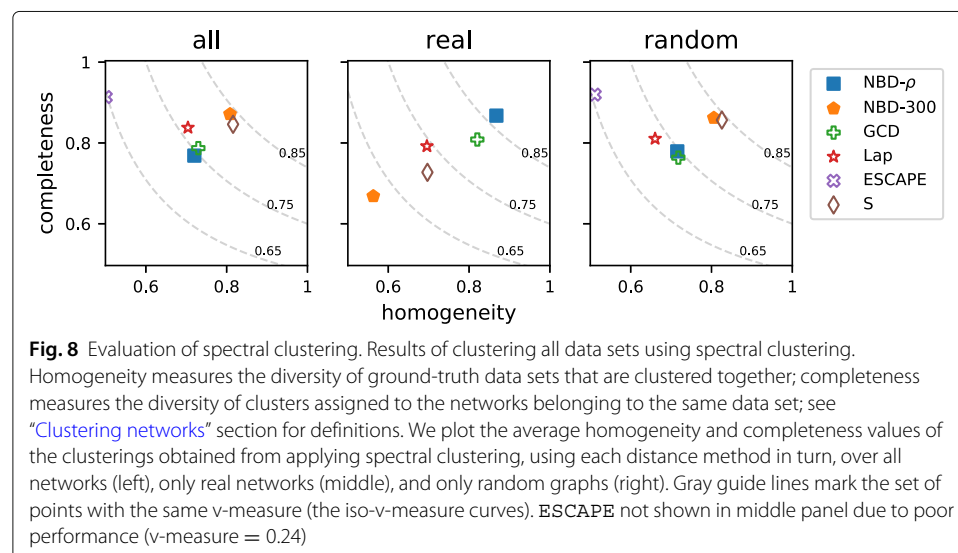 all
real
random
1
0.8
0.6
completeness
0.85
0.75
0.65
0.85
0.75
0.65
0.85
0.75
0.65
0.6 0.8 1
0.6 0.8 1
0.6 0.8 1
homogeneity
NBD-ρ
NBD-300
GCD
Lap
ESCAPE
S
Fig. 8 Evaluation of spectral clustering. Results of clustering all data sets using spectral clustering.
Homogeneity measures the diversity of ground-truth data sets that are clustered together; completeness
measures the diversity of clusters assigned to the networks belonging to the same data set; see
“Clustering networks” section for definitions. We plot the average homogeneity and completeness values of
the clusterings obtained from applying spectral clustering, using each distance method in turn, over all
networks (left), only real networks (middle), and only random graphs (right). Gray guide lines mark the set of
points with the same v-measure (the iso-v-measure curves). ESCAPE not shown in middle panel due to poor
performance (v-measure = 0.24)